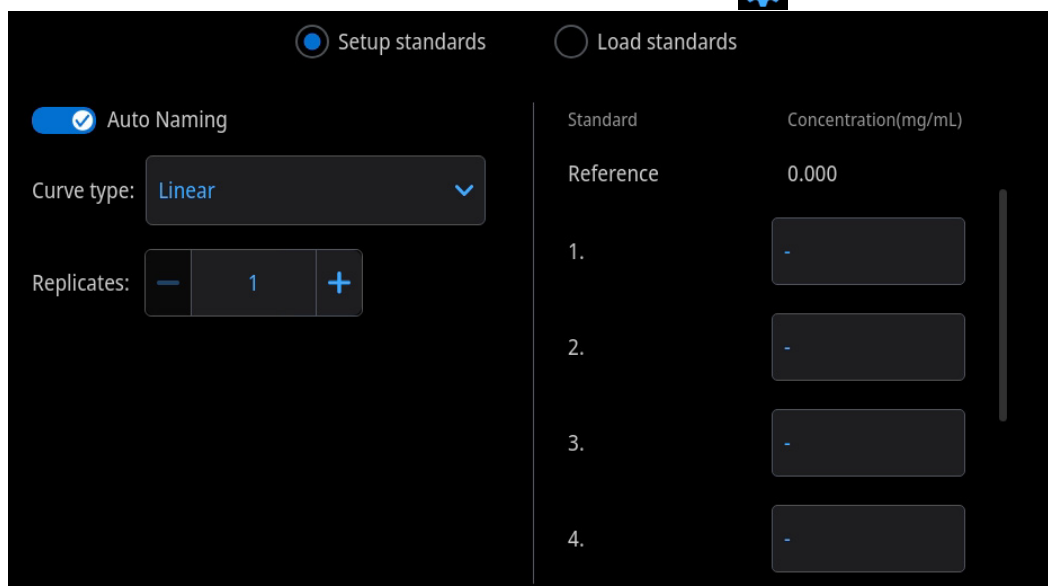 Setup standards
Load standards
Auto Naming
Curve type:
Linear
Replicates:
1
Standard
Concentration(mg/mL)
Reference
0.000
1.
-
2.
-
3.
-
4.
-